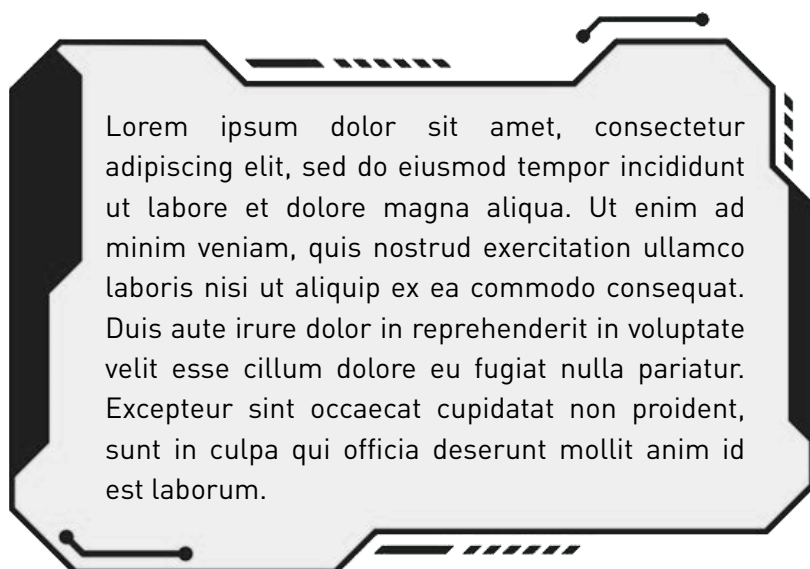 Lorem ipsum dolor sit amet, consectetur
adipiscing elit, sed do eiusmod tempor incididunt
ut labore et dolore magna aliqua. Ut enim ad
minim veniam, quis nostrud exercitation ullamco
laboris nisi ut aliquip ex ea commodo consequat.
Duis aute irure dolor in reprehenderit in voluptate
velit esse cillum dolore eu fugiat nulla pariatur.
Excepteur sint occaecat cupidatat non proident,
sunt in culpa qui officia deserunt mollit anim id
est laborum.